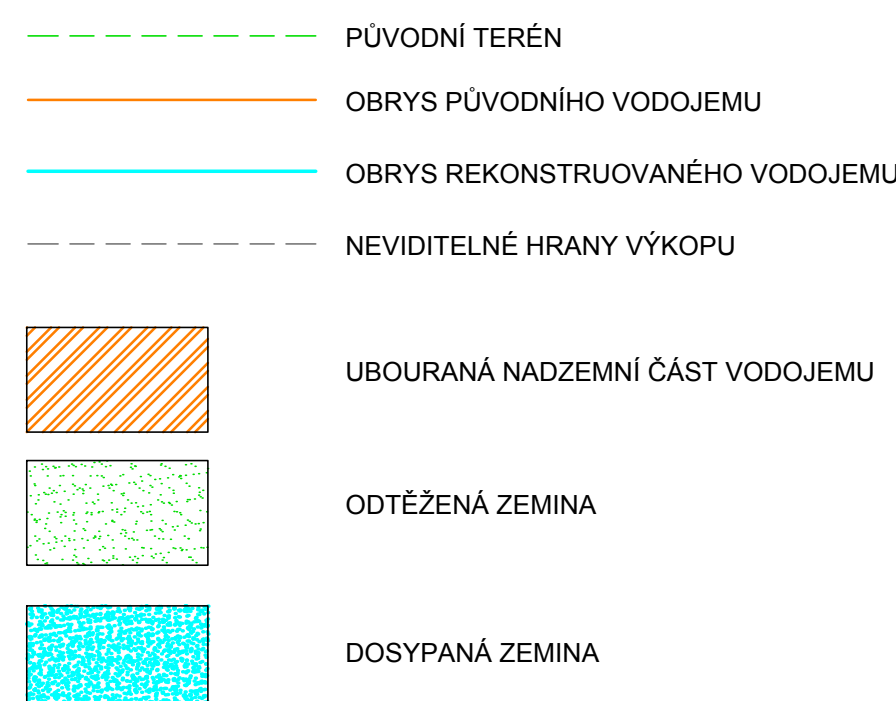 PŮVODNÍ TERÉN
OBRYS PŮVODNÍHO VODOJEMU
OBRYS REKONSTRUOVANÉHO VODOJEMU
NEVIDITELNÉ HRANY VÝKOPU
UBOURANÁ NADZEMNÍ ČÁST VODOJEMU
ODTĚŽENÁ ZEMINA
DOSYPANÁ ZEMINA